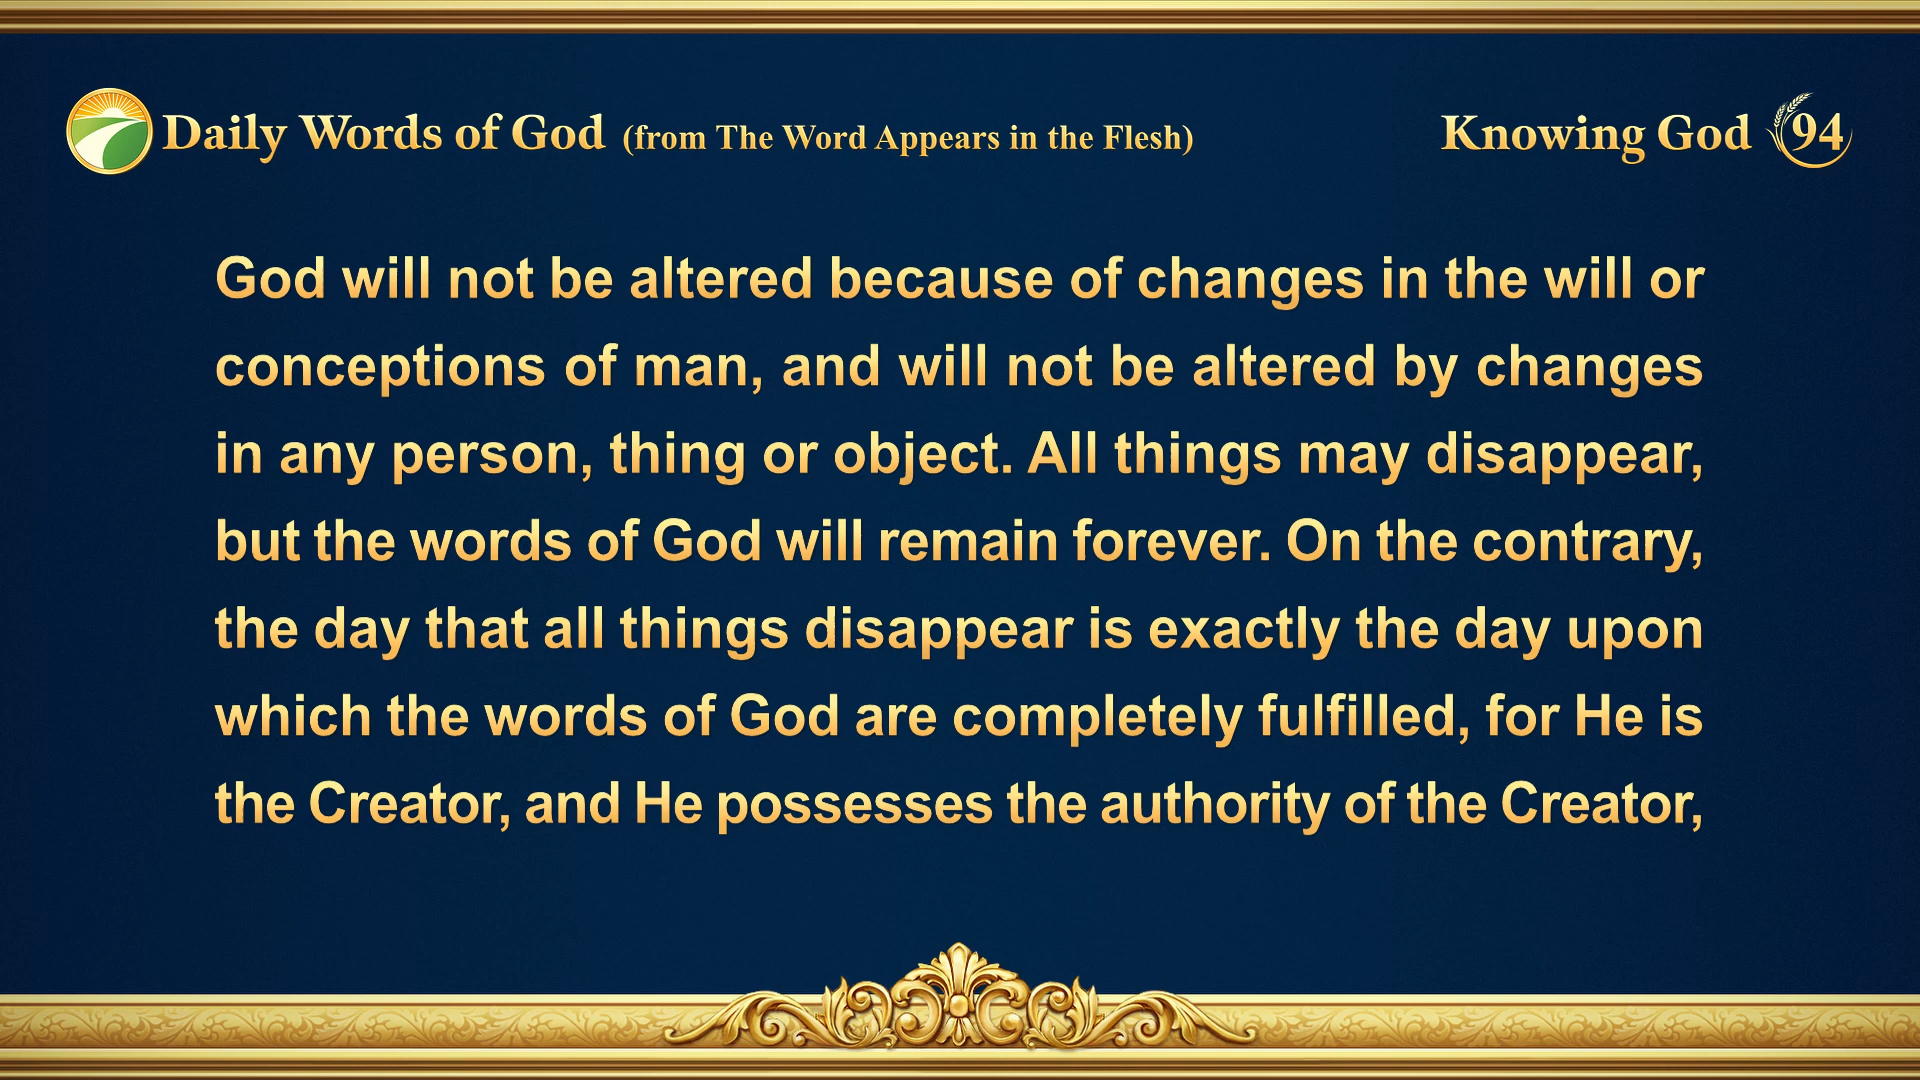 Daily Words of God (from The Word Appears in the Flesh) Knowing God 94
God will not be altered because of changes in the will or
conceptions of man, and will not be altered by changes
in any person, thing or object. All things may disappear,
but the words of God will remain forever. On the contrary,
the day that all things disappear is exactly the day upon
which the words of God are completely fulfilled, for He is
the Creator, and He possesses the authority of the Creator,